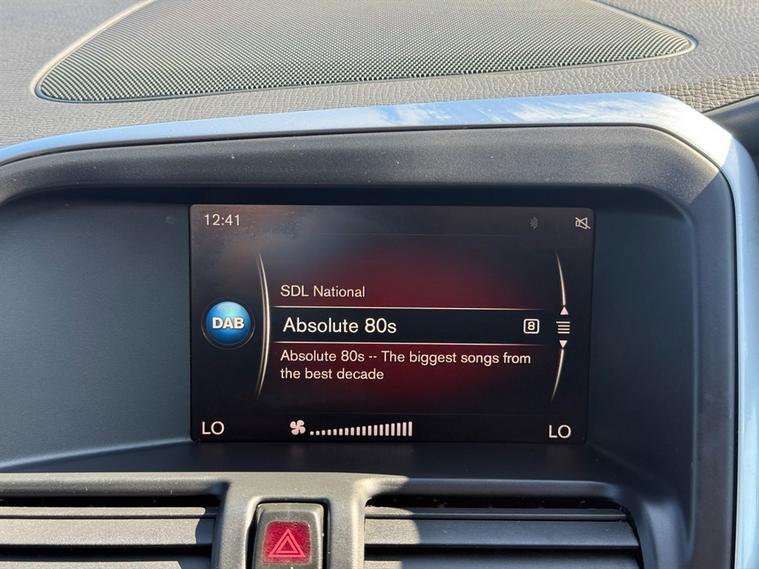 12:41
SDL National
DAB
Absolute 80s
8
Absolute 80s -- The biggest songs from
the best decade
LO
LO